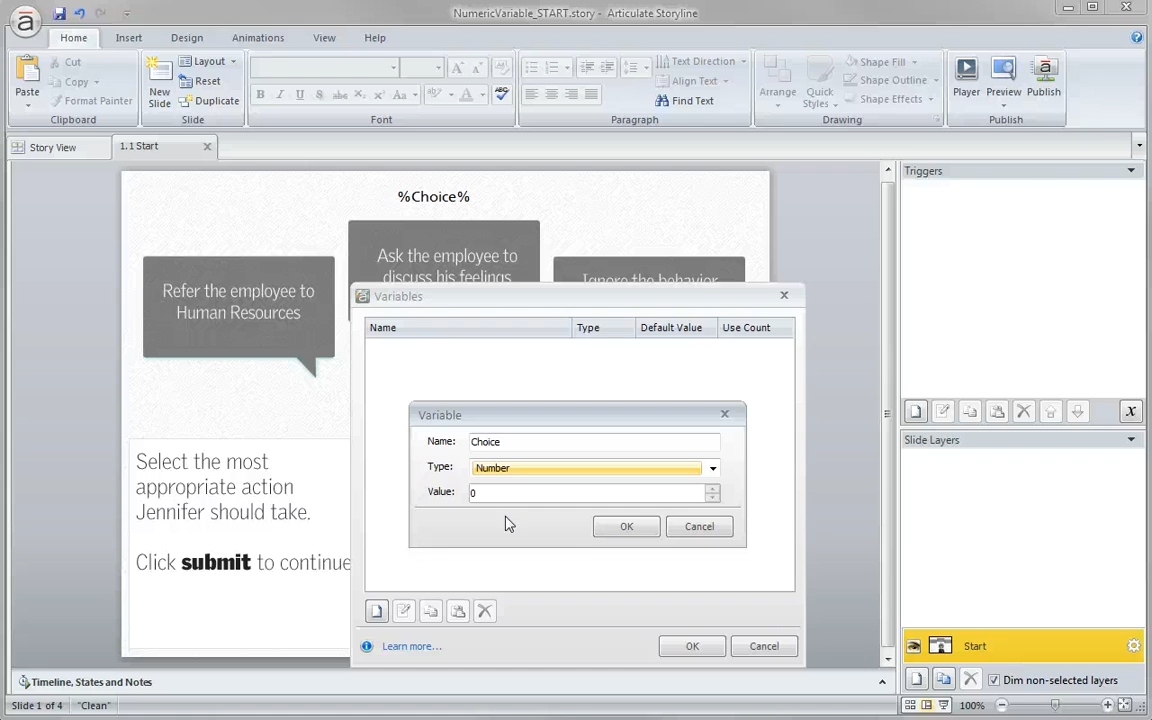 NumericVariable_START.story - Articulate Storyline
Home Insert Design Animations View Help
Paste
Cut
Copy
Format Painter
Clipboard
New Slide
Layout
Reset
Duplicate
Slide
Font
Text Direction
Align Text
Find Text
Paragraph
Arrange
Quick Styles
Shape Fill
Shape Outline
Shape Effects
Drawing
Player
Preview
Publish
Publish
Story View
1.1 Start
Triggers
%Choice%
Refer the employee to
Human Resources
Ask the employee to
discuss his feelings
Ignore the behavior
Variables
Name Type Default Value Use Count
Variable
Name: Choice
Type: Number
Value: 0
OK Cancel
Select the most
appropriate action
Jennifer should take.
Click submit to continue
Learn more...
OK Cancel
Slide Layers
Start
Dim non-selected layers
Timeline, States and Notes
Slide 1 of 4 "Clean" 100%